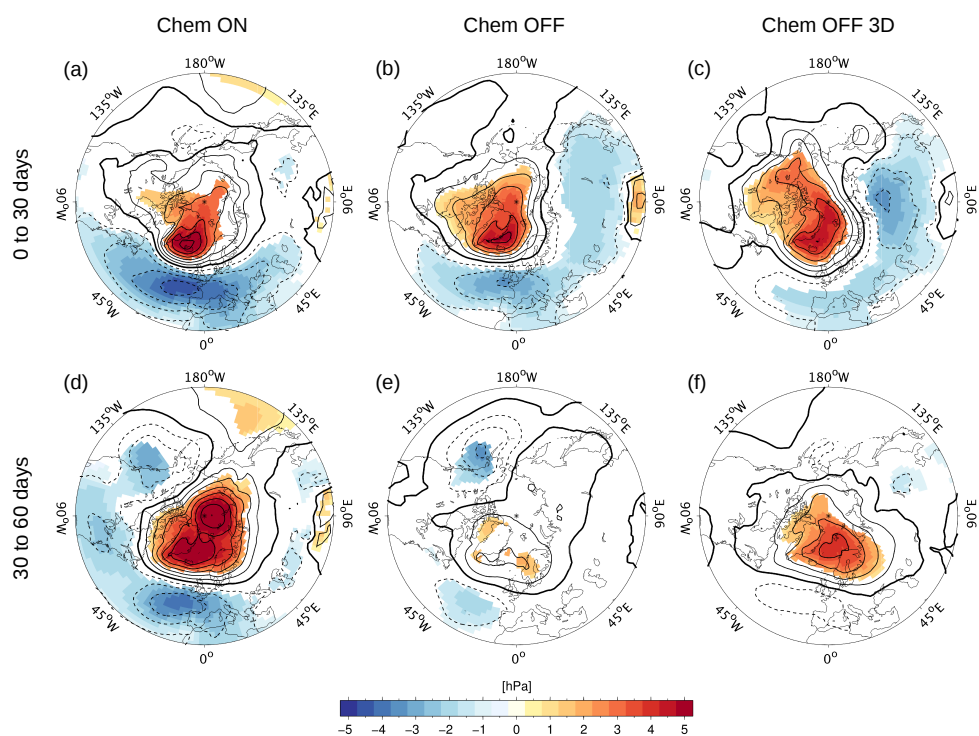 Chem ON Chem OFF Chem OFF 3D
0 to 30 days
(a) 180°W 135°W 135°E 90°W 90°E 45°W 45°E 0°
(b) 180°W 135°W 135°E 90°W 90°E 45°W 45°E 0°
(c) 180°W 135°W 135°E 90°W 90°E 45°W 45°E 0°
30 to 60 days
(d) 180°W 135°W 135°E 90°W 90°E 45°W 45°E 0°
(e) 180°W 135°W 135°E 90°W 90°E 45°W 45°E 0°
(f) 180°W 135°W 135°E 90°W 90°E 45°W 45°E 0°
[hPa]
−5 −4 −3 −2 −1 0 1 2 3 4 5